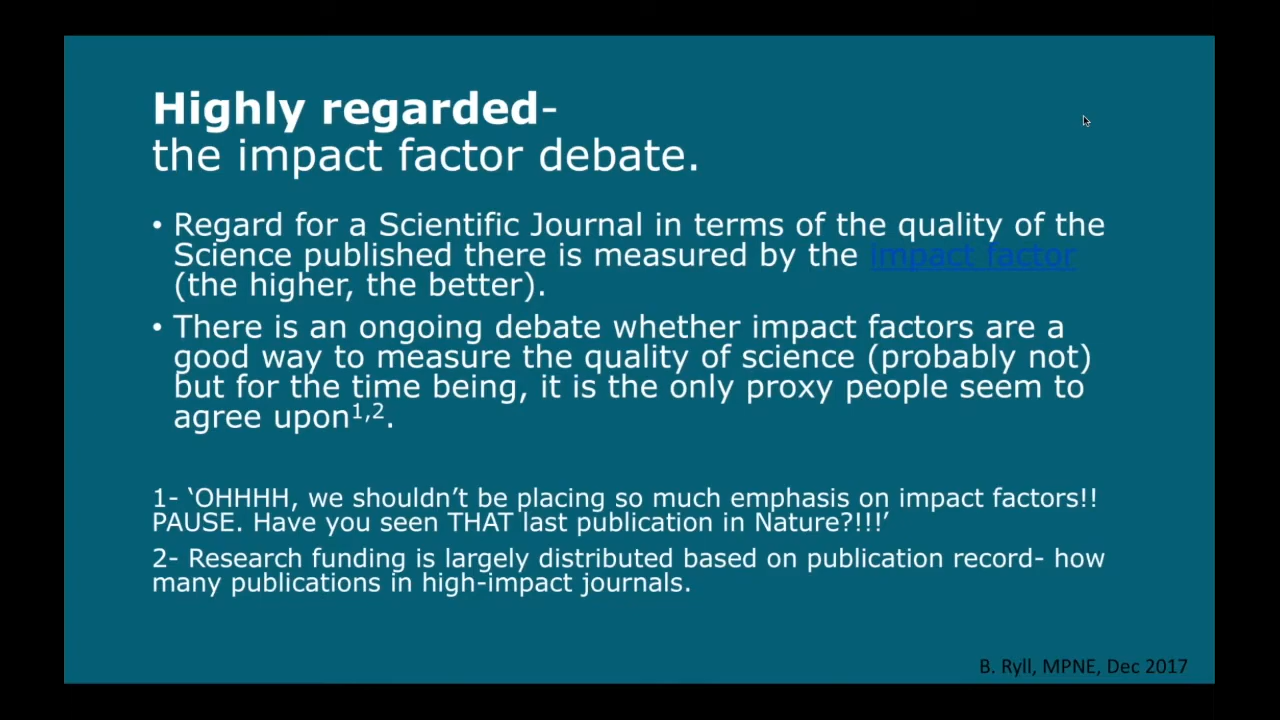 Highly regarded-
the impact factor debate.
• Regard for a Scientific Journal in terms of the quality of the
Science published there is measured by the impact factor
(the higher, the better).
• There is an ongoing debate whether impact factors are a
good way to measure the quality of science (probably not)
but for the time being, it is the only proxy people seem to
agree upon1,2.
1- ‘OHHHH, we shouldn’t be placing so much emphasis on impact factors!!
PAUSE. Have you seen THAT last publication in Nature?!!!’
2- Research funding is largely distributed based on publication record- how
many publications in high-impact journals.
B. Ryll, MPNE, Dec 2017